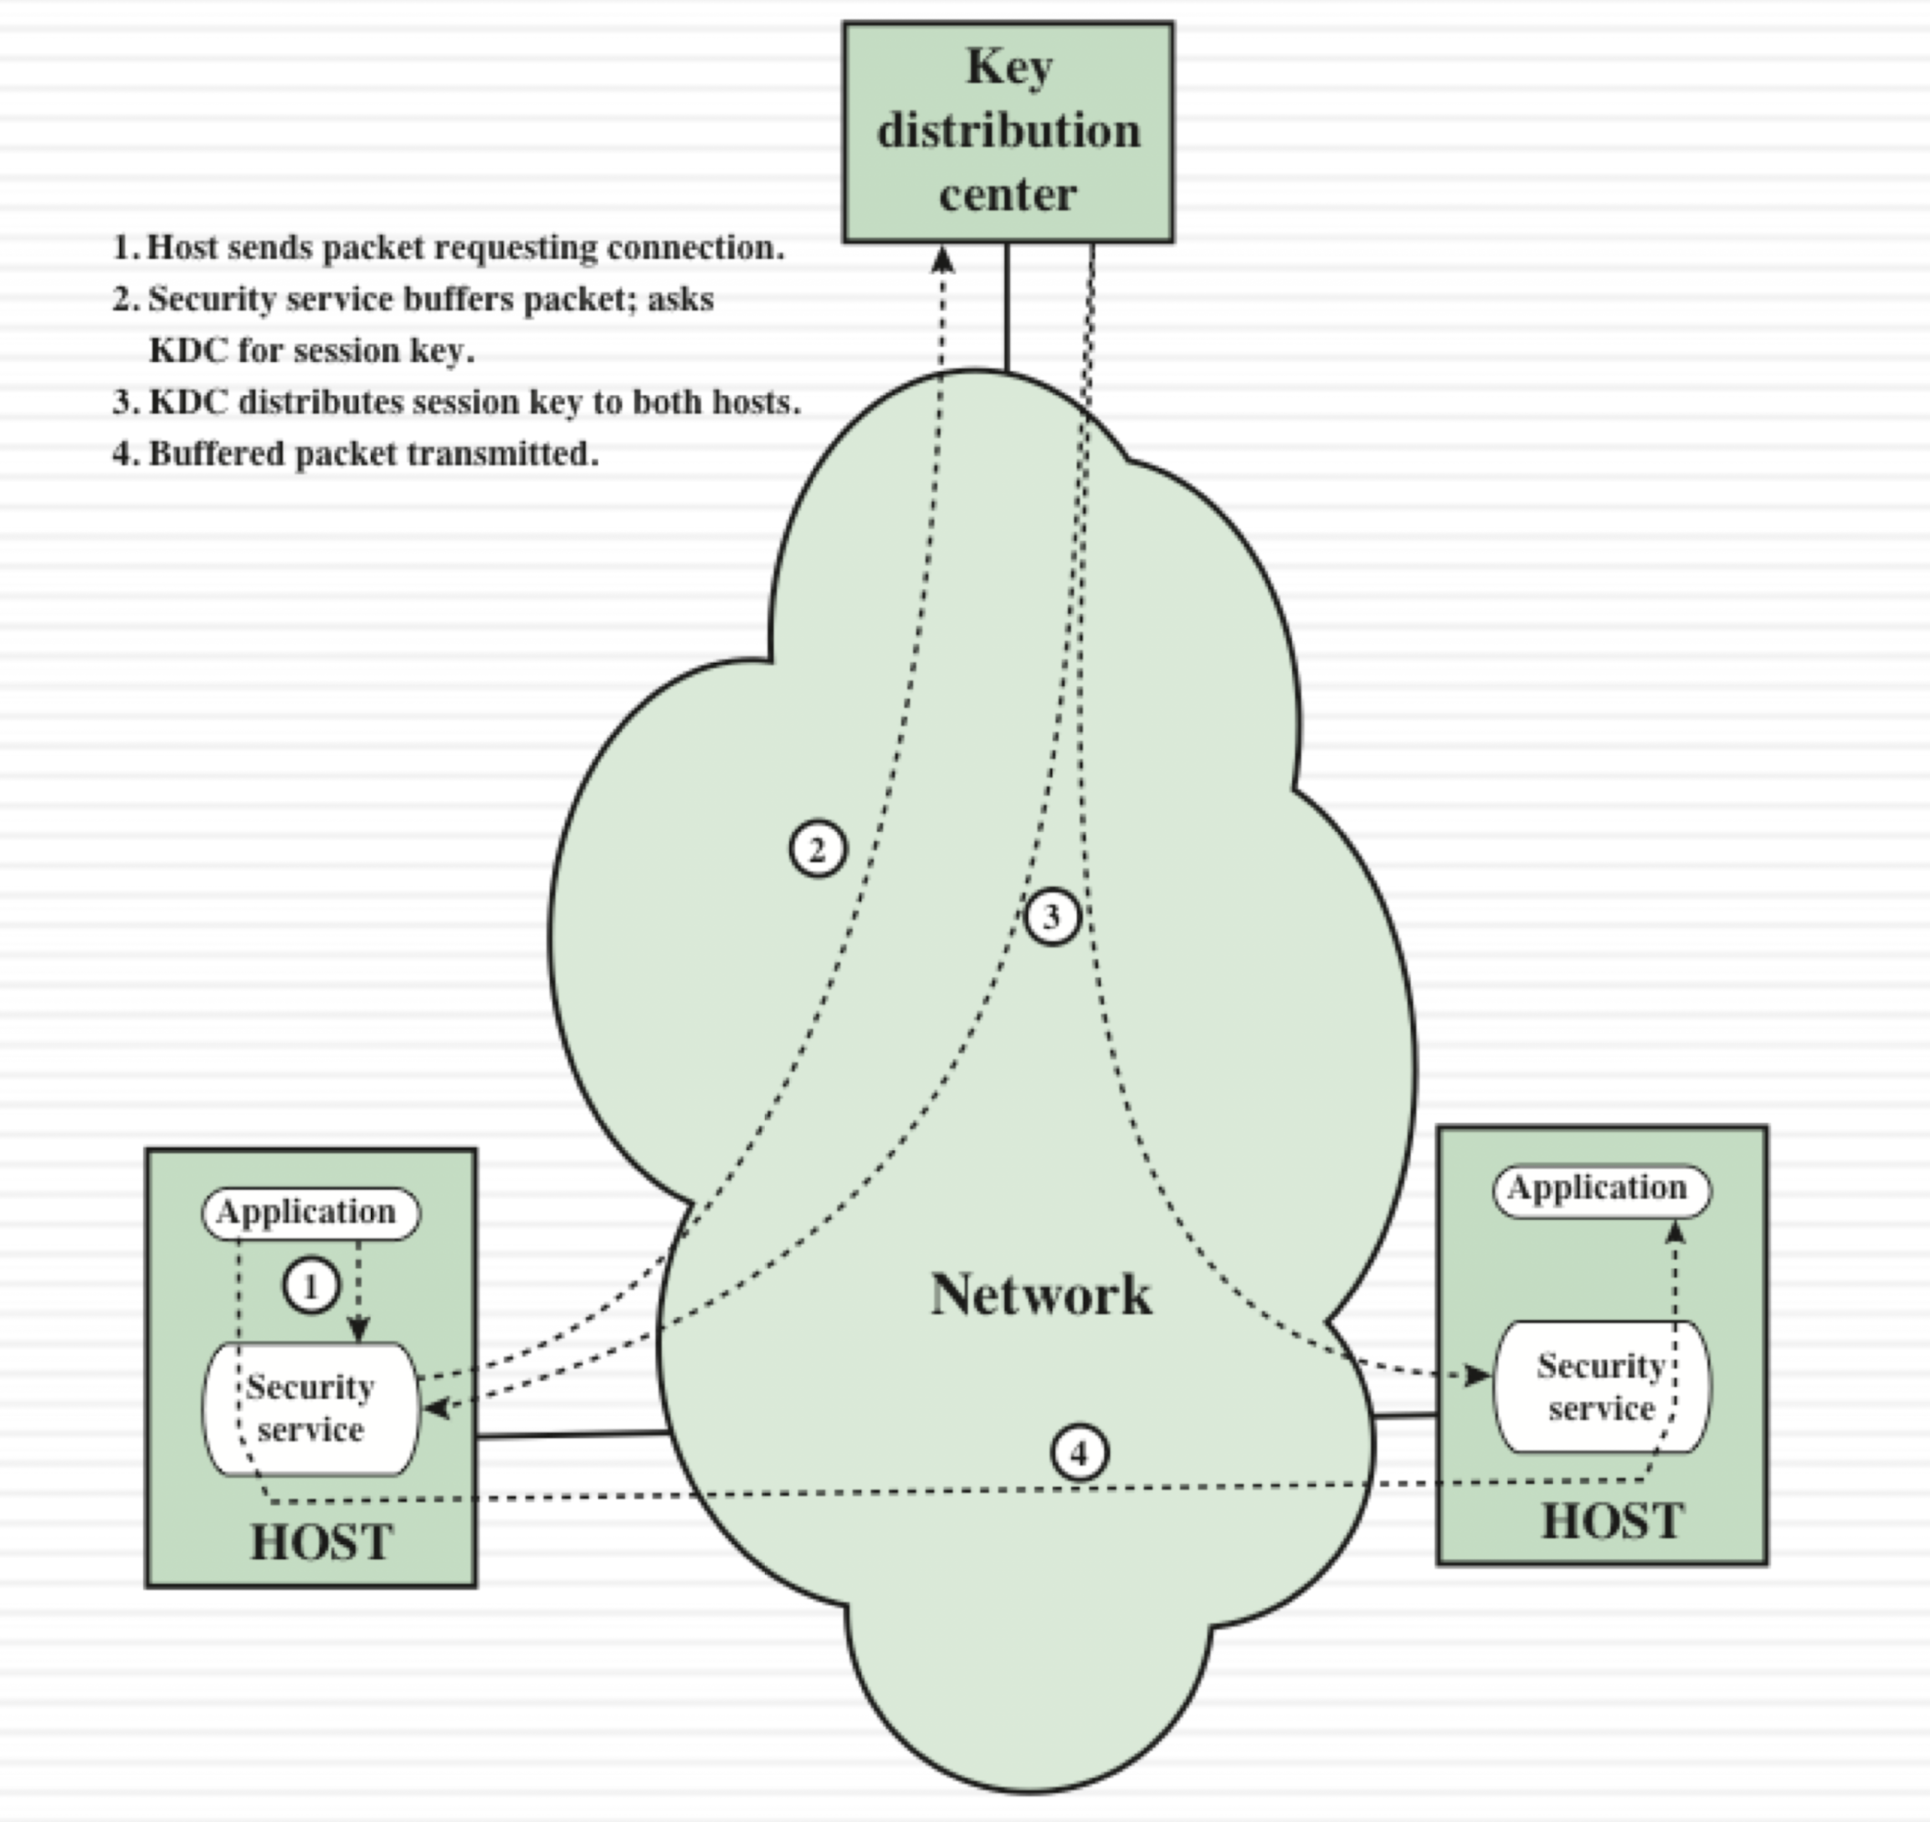 Key
distribution
center
1. Host sends packet requesting connection.
2. Security service buffers packet; asks
KDC for session key.
3. KDC distributes session key to both hosts.
4. Buffered packet transmitted.
2
3
Application
1
Security
service
HOST
Network
4
Application
Security
service
HOST